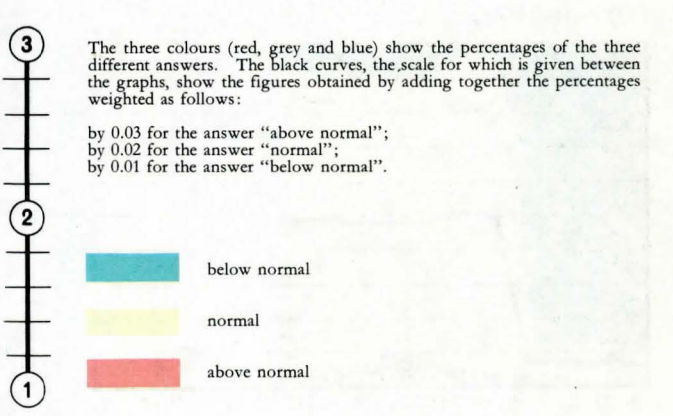 3
The three colours (red, grey and blue) show the percentages of the three
different answers. The black curves, the scale for which is given between
the graphs, show the figures obtained by adding together the percentages
weighted as follows:
by 0.03 for the answer “above normal”;
by 0.02 for the answer “normal”;
by 0.01 for the answer “below normal”.
2
below normal
normal
above normal
1